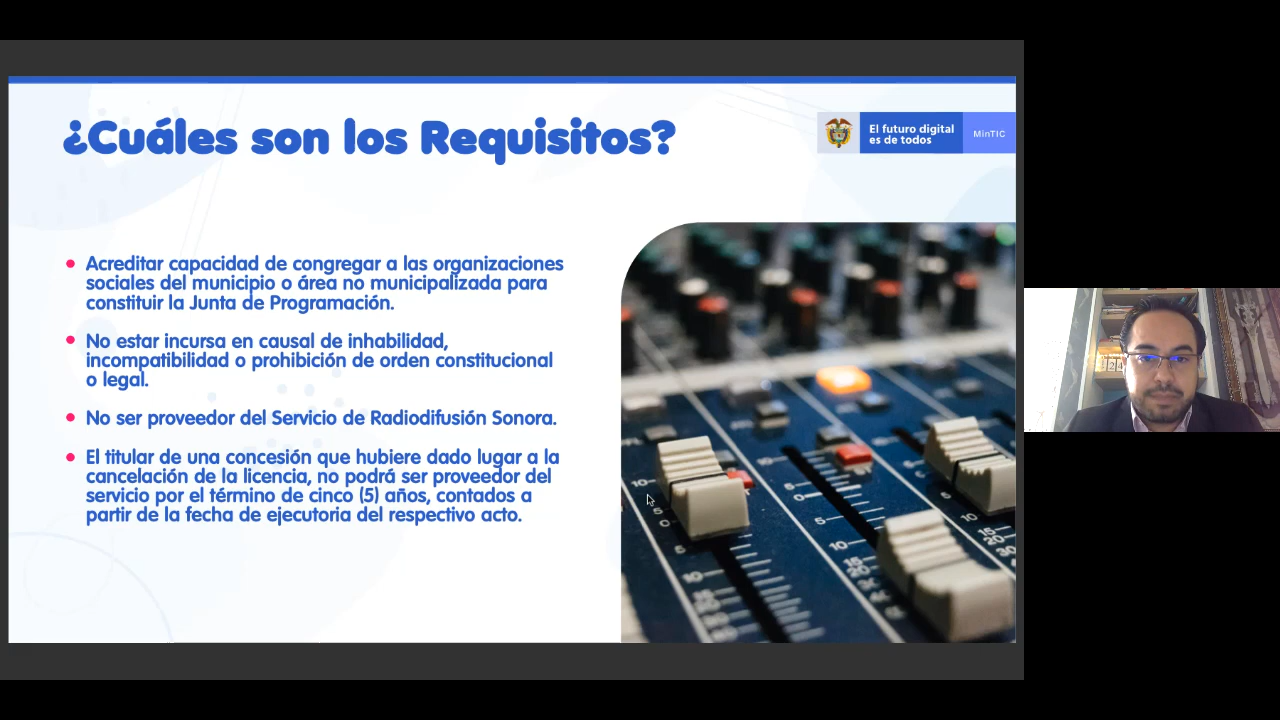 ¿Cuáles son los Requisitos?
El futuro digital
es de todos
MinTIC
Acreditar capacidad de congregar a las organizaciones
sociales del municipio o área no municipalizada para
constituir la Junta de Programación.
No estar incursa en causal de inhabilidad,
incompatibilidad o prohibición de orden constitucional
o legal.
No ser proveedor del Servicio de Radiodifusión Sonora.
El titular de una concesión que hubiere dado lugar a la
cancelación de la licencia, no podrá ser proveedor del
servicio por el término de cinco (5) años, contados a
partir de la fecha de ejecutoria del respectivo acto.